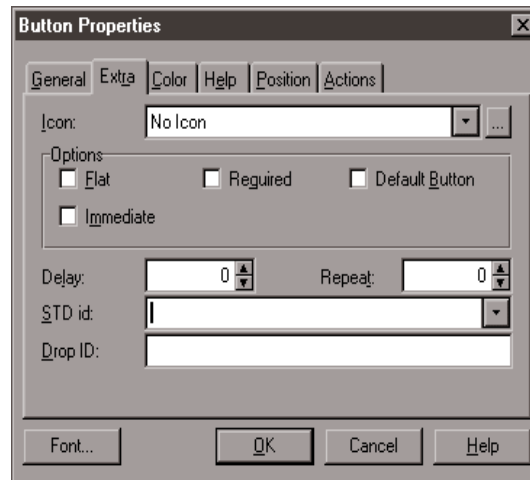 Button Properties
General Extra Color Help Position Actions
Icon: No Icon ...
Options
Flat Required Default Button
Immediate
Delay: 0 Repeat: 0
STD id:
Drop ID:
Font... OK Cancel Help